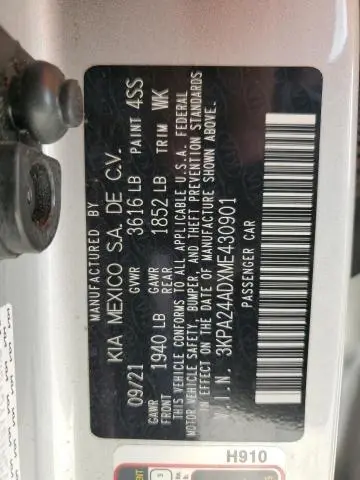 MANUFACTURED BY
KIA MEXICO S.A. DE C.V.
09/21 GVWR 3616 LB PAINT 4SS
GAWR FRONT 1940 LB GAWR REAR 1852 LB TRIM WK
THIS VEHICLE CONFORMS TO ALL APPLICABLE U.S.A. FEDERAL
MOTOR VEHICLE SAFETY, BUMPER, AND THEFT PREVENTION STANDARDS
IN EFFECT ON THE DATE OF MANUFACTURE SHOWN ABOVE.
V.I.N. 3KPA24ADXME430901
PASSENGER CAR
H910